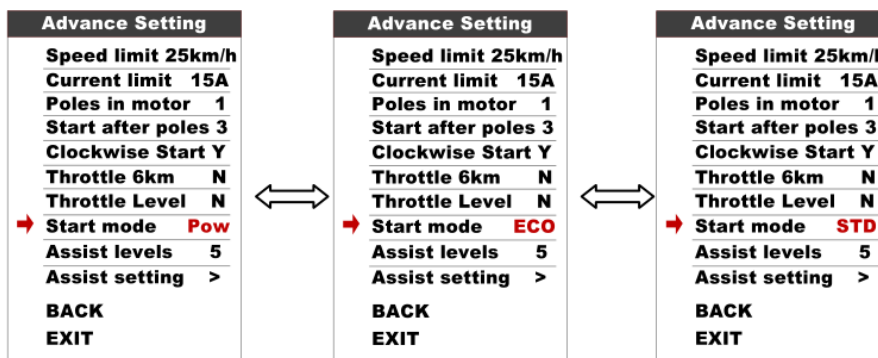 Advance Setting
Speed limit 25km/h
Current limit 15A
Poles in motor 1
Start after poles 3
Clockwise Start Y
Throttle 6km N
Throttle Level N
Start mode Pow
Assist levels 5
Assist setting >
BACK
EXIT
Advance Setting
Speed limit 25km/h
Current limit 15A
Poles in motor 1
Start after poles 3
Clockwise Start Y
Throttle 6km N
Throttle Level N
Start mode ECO
Assist levels 5
Assist setting >
BACK
EXIT
Advance Setting
Speed limit 25km/h
Current limit 15A
Poles in motor 1
Start after poles 3
Clockwise Start Y
Throttle 6km N
Throttle Level N
Start mode STD
Assist levels 5
Assist setting >
BACK
EXIT